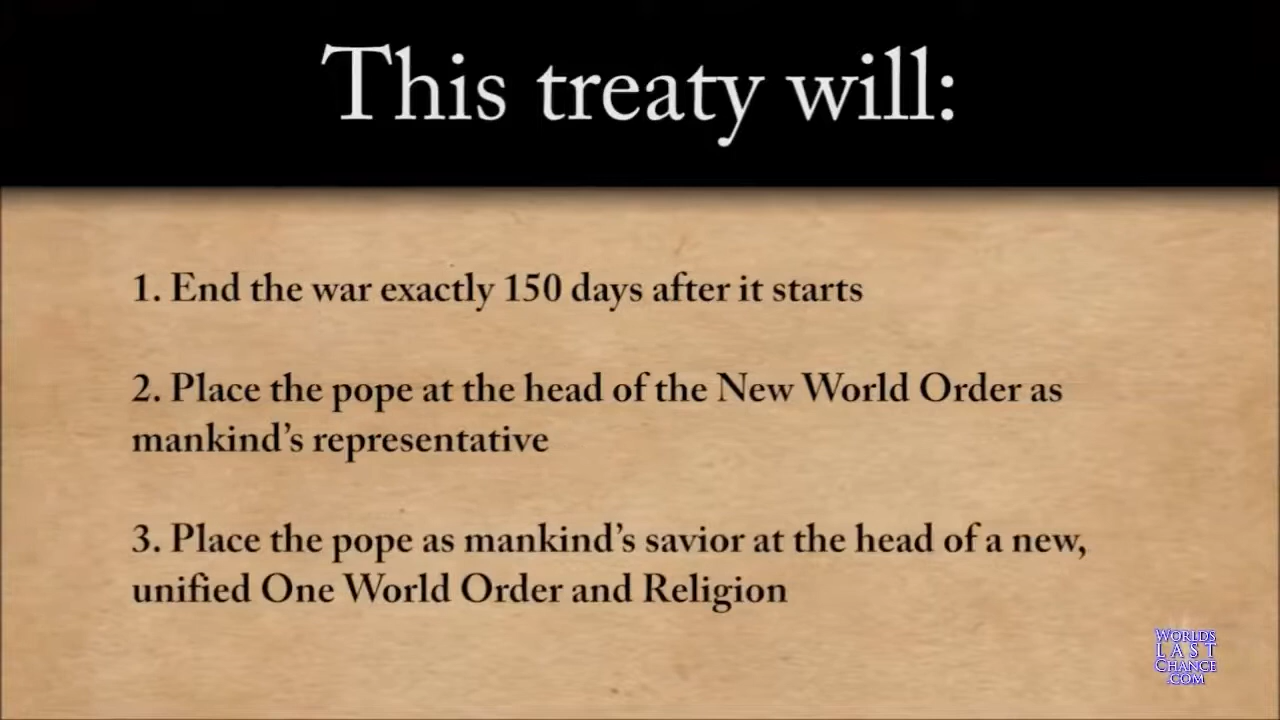 This treaty will:
1. End the war exactly 150 days after it starts
2. Place the pope at the head of the New World Order as
mankind's representative
3. Place the pope as mankind's savior at the head of a new,
unified One World Order and Religion
WORLDS
LAST
CHANCE
.COM